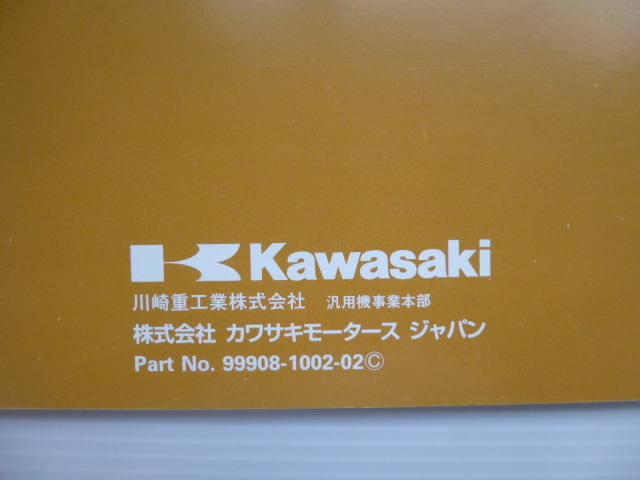 Kawasaki
川崎重工業株式会社 汎用機事業本部
株式会社 カワサキモータース ジャパン
Part No. 99908-1002-02©